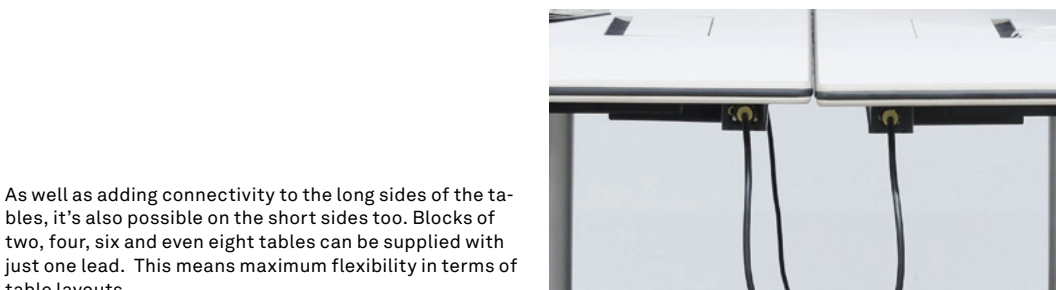 As well as adding connectivity to the long sides of the ta-
bles, it's also possible on the short sides too. Blocks of
two, four, six and even eight tables can be supplied with
just one lead.  This means maximum flexibility in terms of
table layouts